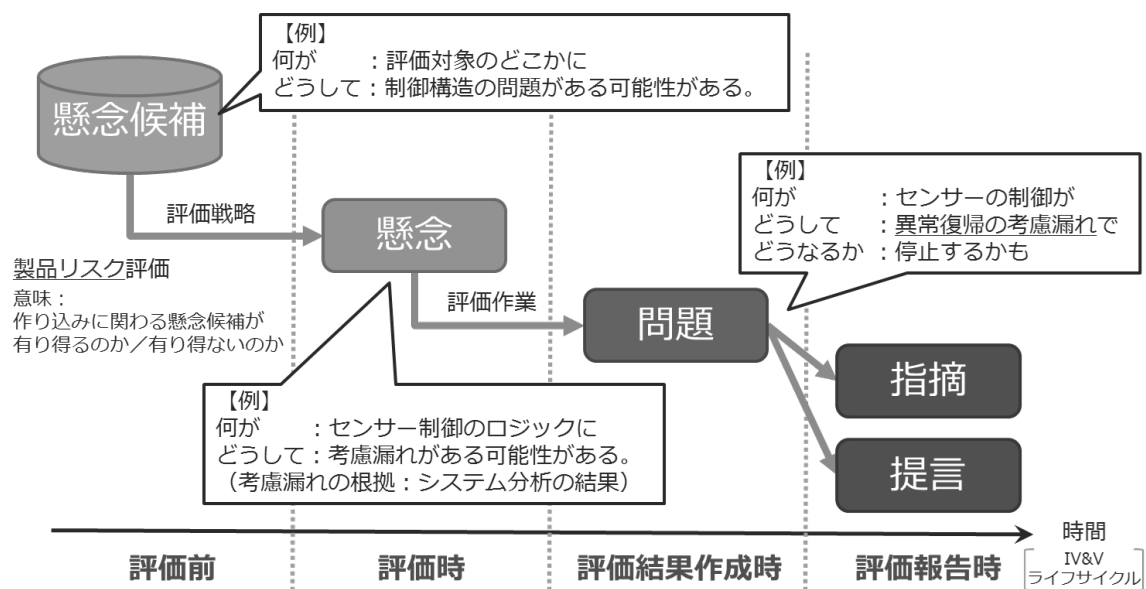 【例】
何が　　：評価対象のどこかに
どうして：制御構造の問題がある可能性がある。
懸念候補
評価戦略
懸念
製品リスク評価
意味：
作り込みに関わる懸念候補が
有り得るのか／有り得ないのか
【例】
何が　　　：センサーの制御が
どうして　：異常復帰の考慮漏れで
どうなるか：停止するかも
評価作業
問題
指摘
提言
【例】
何が　　：センサー制御のロジックに
どうして：考慮漏れがある可能性がある。
（考慮漏れの根拠：システム分析の結果）
時間
評価前
評価時
評価結果作成時
評価報告時
IV&V
ライフサイクル